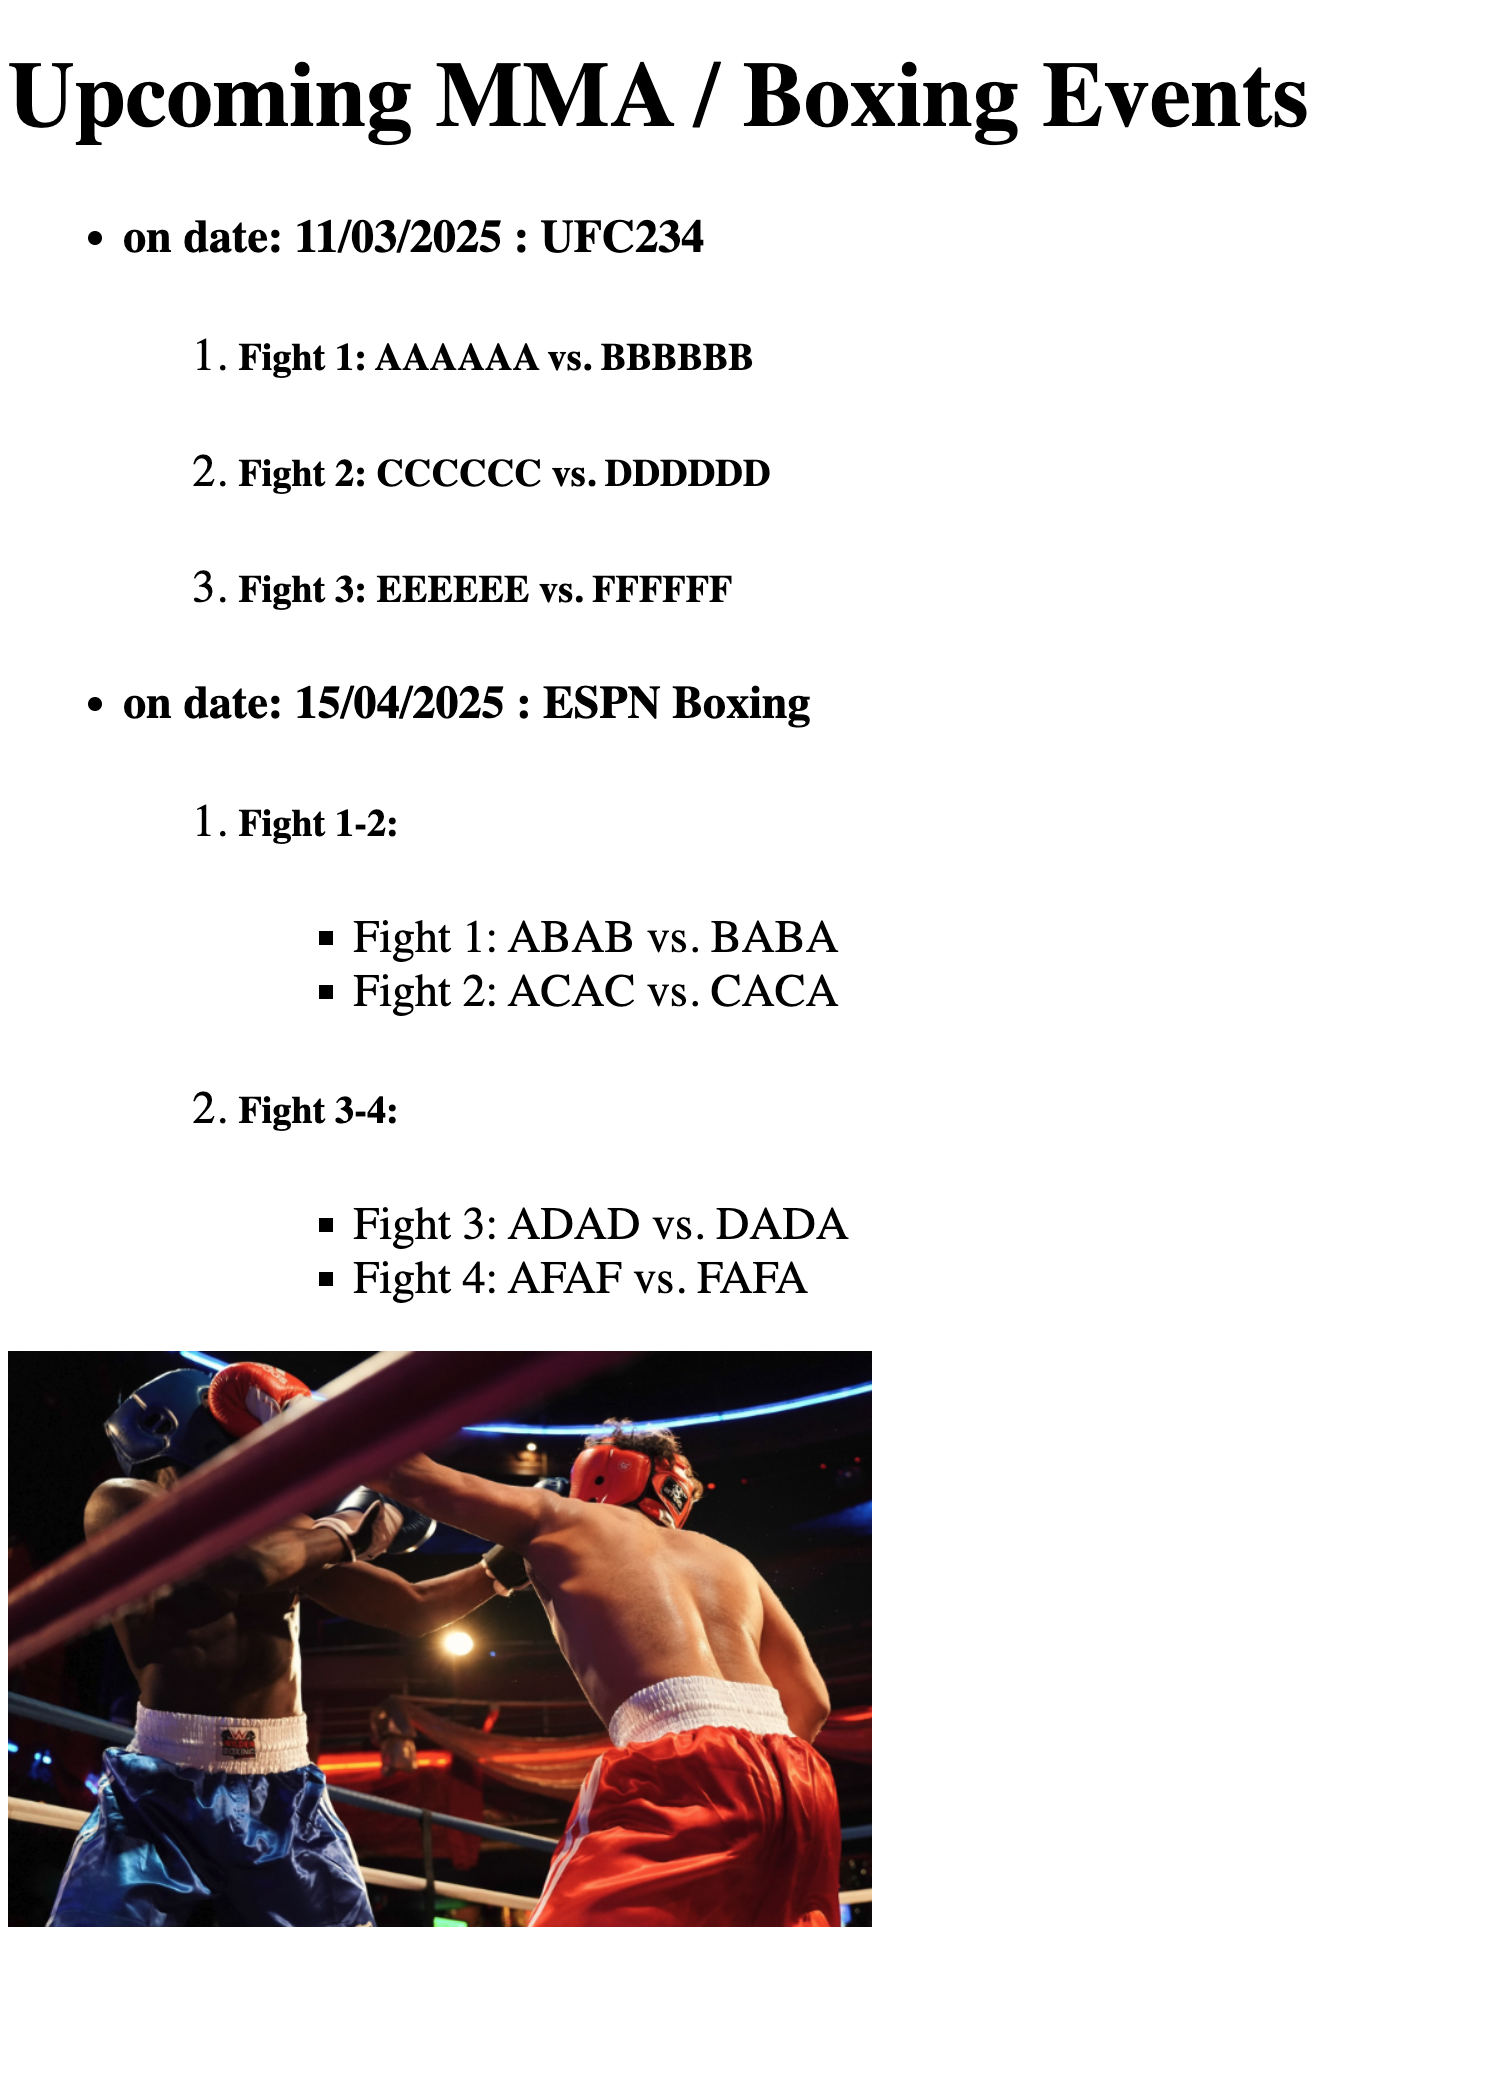 Upcoming MMA / Boxing Events
• on date: 11/03/2025 : UFC234
1. Fight 1: AAAAAA vs. BBBBBB
2. Fight 2: CCCCCC vs. DDDDDD
3. Fight 3: EEEEEE vs. FFFFFF
• on date: 15/04/2025 : ESPN Boxing
1. Fight 1-2:
▪ Fight 1: ABAB vs. BABA
▪ Fight 2: ACAC vs. CACA
2. Fight 3-4:
▪ Fight 3: ADAD vs. DADA
▪ Fight 4: AFAF vs. FAFA